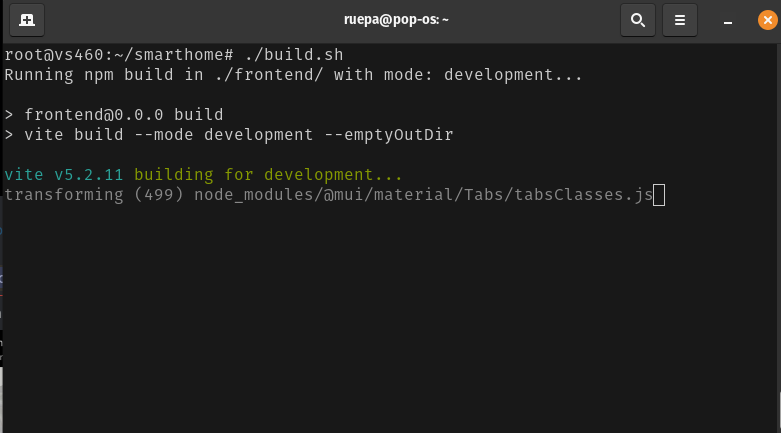 ruepa@pop-os: ~
root@vs460:~/smarthome# ./build.sh
Running npm build in ./frontend/ with mode: development...
> frontend@0.0.0 build
> vite build --mode development --emptyOutDir
vite v5.2.11 building for development...
transforming (499) node_modules/@mui/material/Tabs/tabsClasses.js